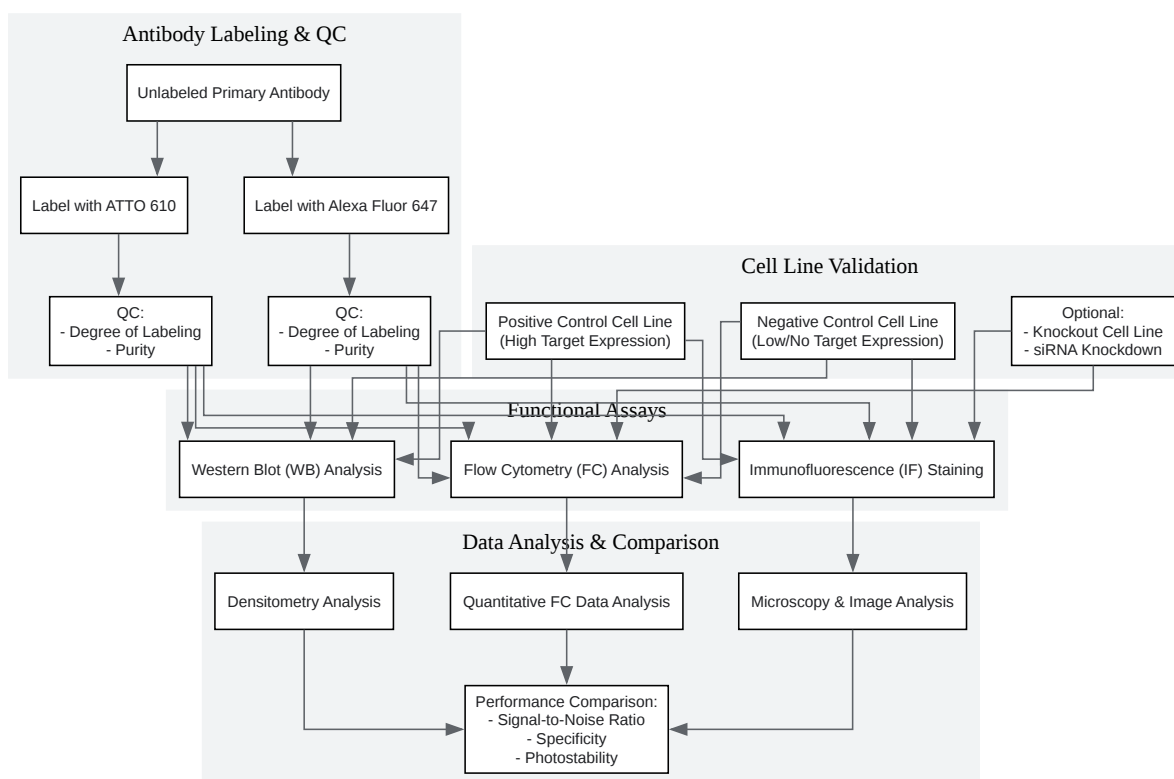 Antibody Labeling & QC
Unlabeled Primary Antibody
Label with ATTO 610
Label with Alexa Fluor 647
QC:
- Degree of Labeling
- Purity
QC:
- Degree of Labeling
- Purity
Cell Line Validation
Positive Control Cell Line
(High Target Expression)
Negative Control Cell Line
(Low/No Target Expression)
Optional:
- Knockout Cell Line
- siRNA Knockdown
Functional Assays
Western Blot (WB) Analysis
Flow Cytometry (FC) Analysis
Immunofluorescence (IF) Staining
Data Analysis & Comparison
Densitometry Analysis
Quantitative FC Data Analysis
Microscopy & Image Analysis
Performance Comparison:
- Signal-to-Noise Ratio
- Specificity
- Photostability